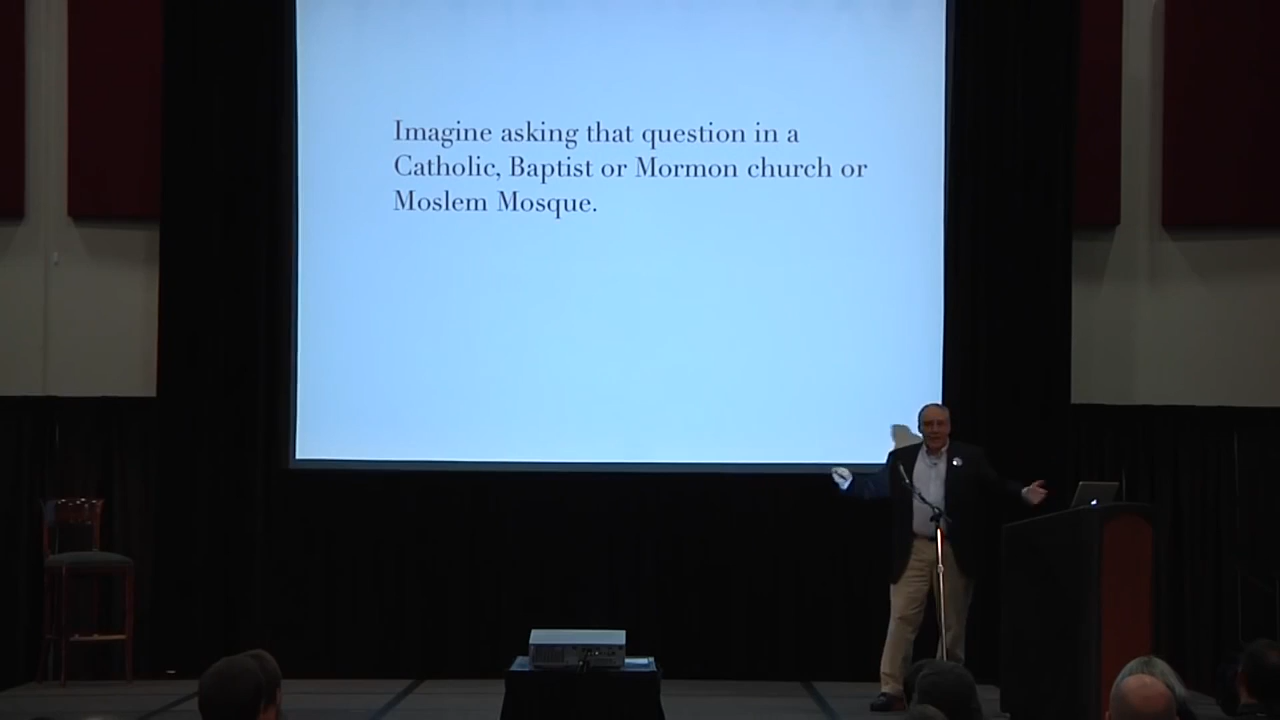 Imagine asking that question in a
Catholic, Baptist or Mormon church or
Moslem Mosque.